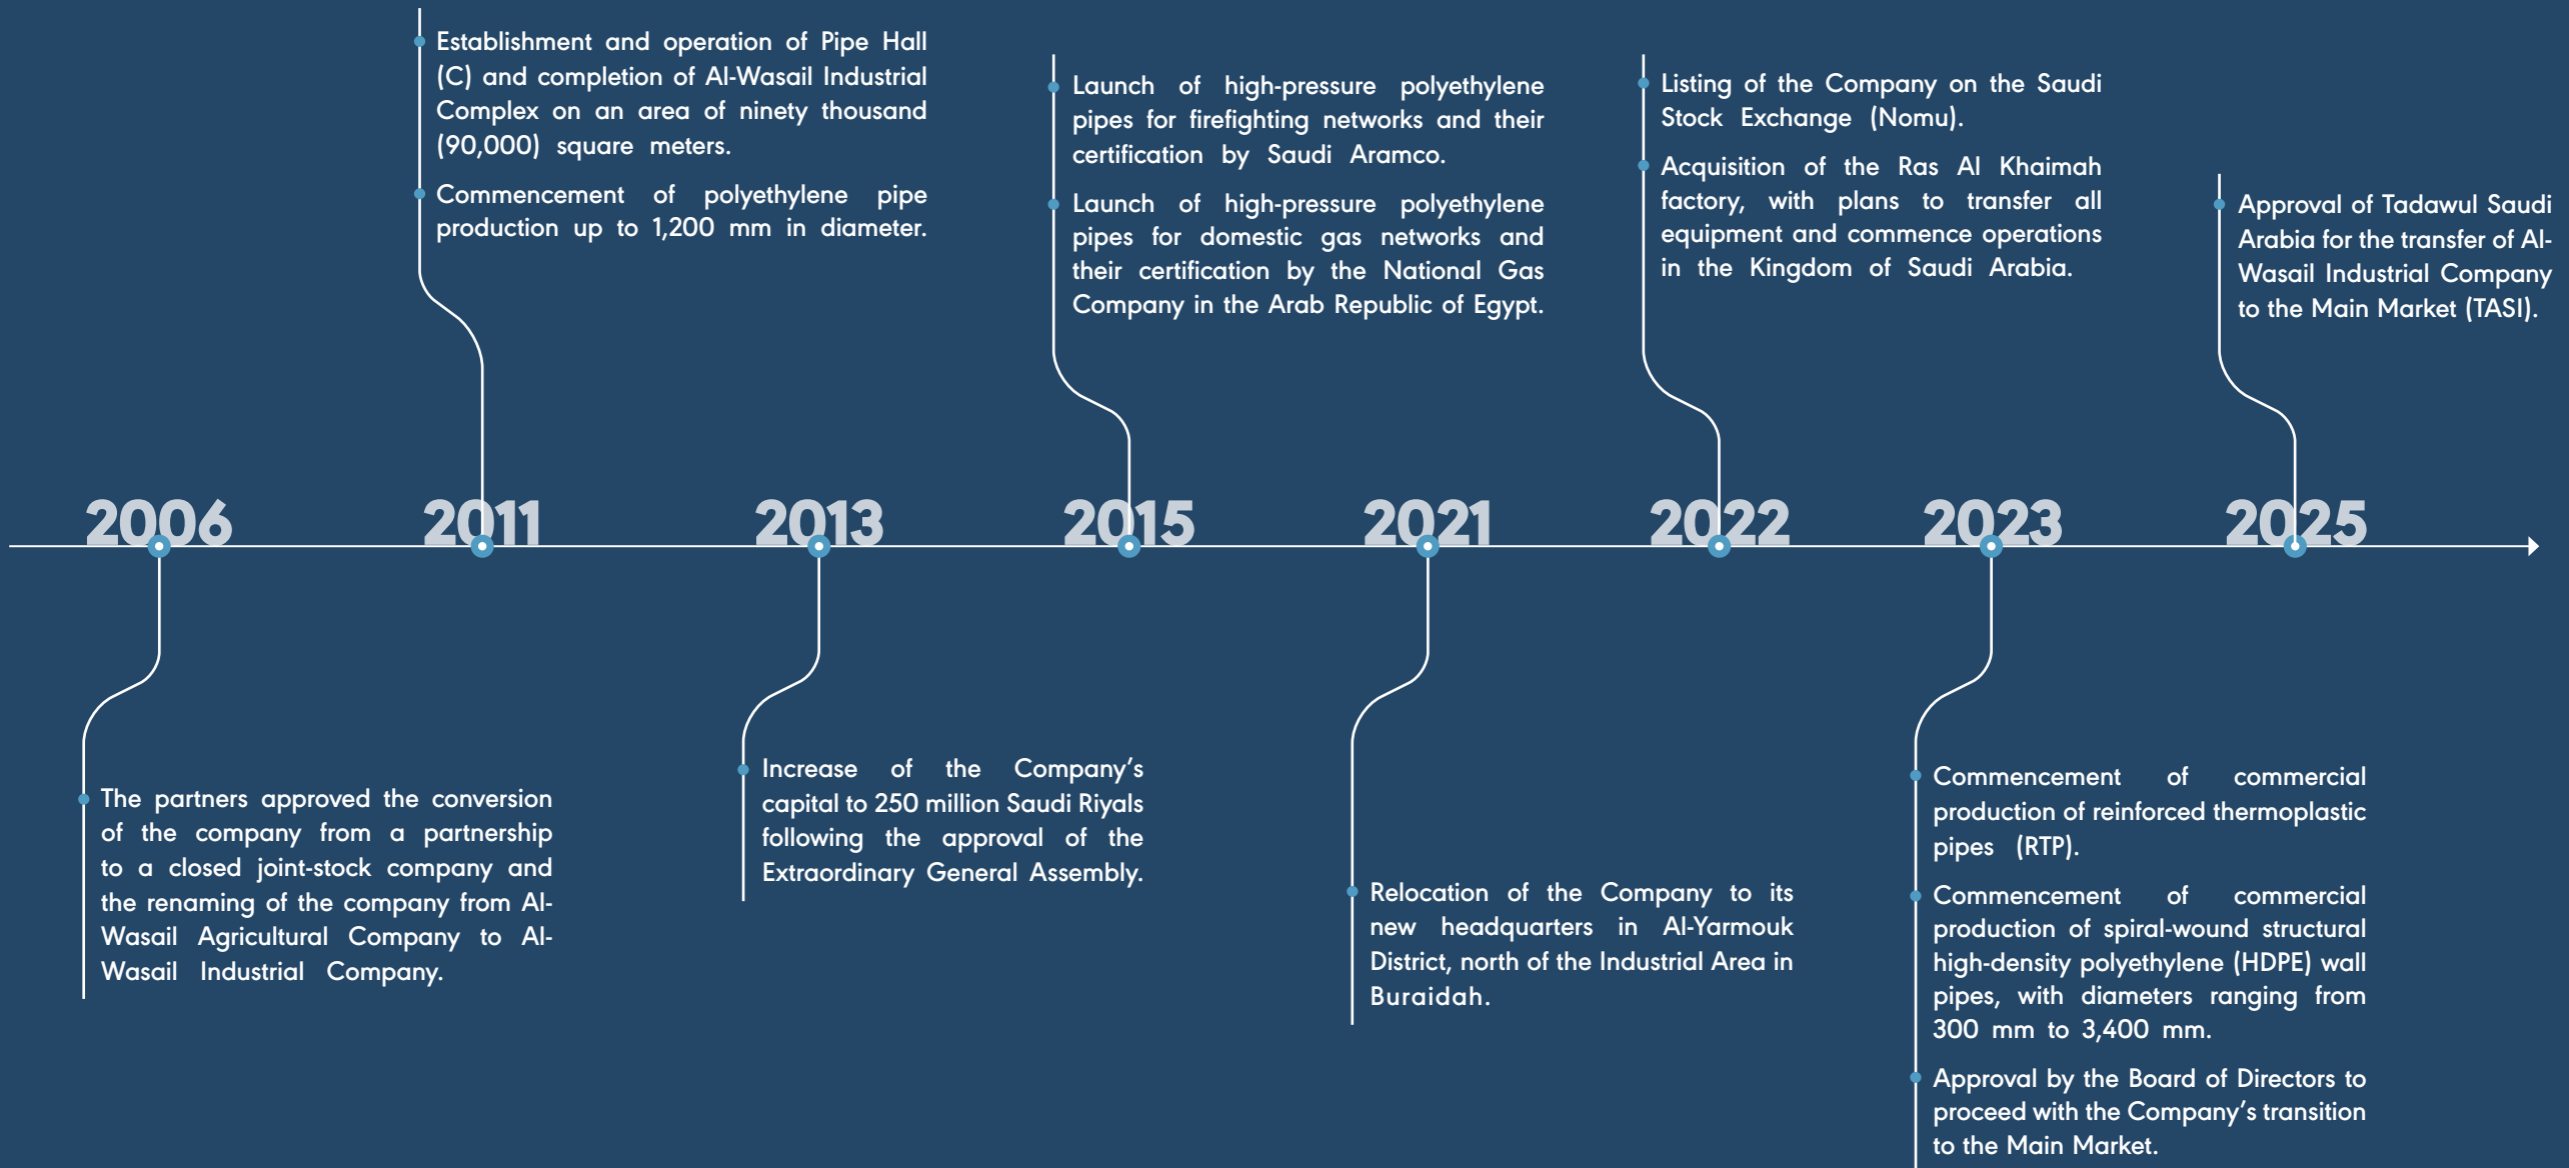 2006
The partners approved the conversion
of the company from a partnership
to a closed joint-stock company and
the renaming of the company from Al-
Wasail Agricultural Company to Al-
Wasail Industrial Company.
2011
Establishment and operation of Pipe Hall
(C) and completion of Al-Wasail Industrial
Complex on an area of ninety thousand
(90,000) square meters.
Commencement of polyethylene pipe
production up to 1,200 mm in diameter.
2013
Increase of the Company's
capital to 250 million Saudi Riyals
following the approval of the
Extraordinary General Assembly.
2015
Launch of high-pressure polyethylene
pipes for firefighting networks and their
certification by Saudi Aramco.
Launch of high-pressure polyethylene
pipes for domestic gas networks and
their certification by the National Gas
Company in the Arab Republic of Egypt.
2021
Relocation of the Company to its
new headquarters in Al-Yarmouk
District, north of the Industrial Area in
Buraidah.
2022
Listing of the Company on the Saudi
Stock Exchange (Nomu).
Acquisition of the Ras Al Khaimah
factory, with plans to transfer all
equipment and commence operations
in the Kingdom of Saudi Arabia.
2023
Commencement of commercial
production of reinforced thermoplastic
pipes (RTP).
Commencement of commercial
production of spiral-wound structural
high-density polyethylene (HDPE) wall
pipes, with diameters ranging from
300 mm to 3,400 mm.
Approval by the Board of Directors to
proceed with the Company's transition
to the Main Market.
2025
Approval of Tadawul Saudi
Arabia for the transfer of Al-
Wasail Industrial Company
to the Main Market (TASI).